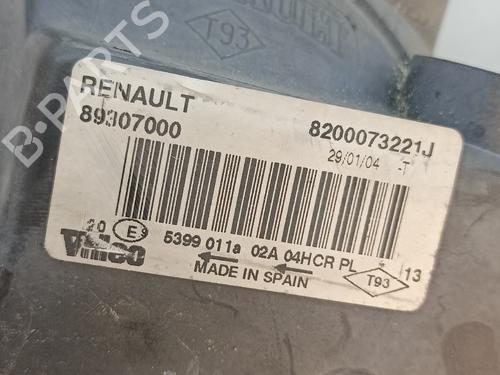 T93
B-PARTS
RENAULT
89307000
8200073221J
29/01/04 T
20 E9
5399 011a 02A 04HCR PL
Valeo
MADE IN SPAIN
T93
13